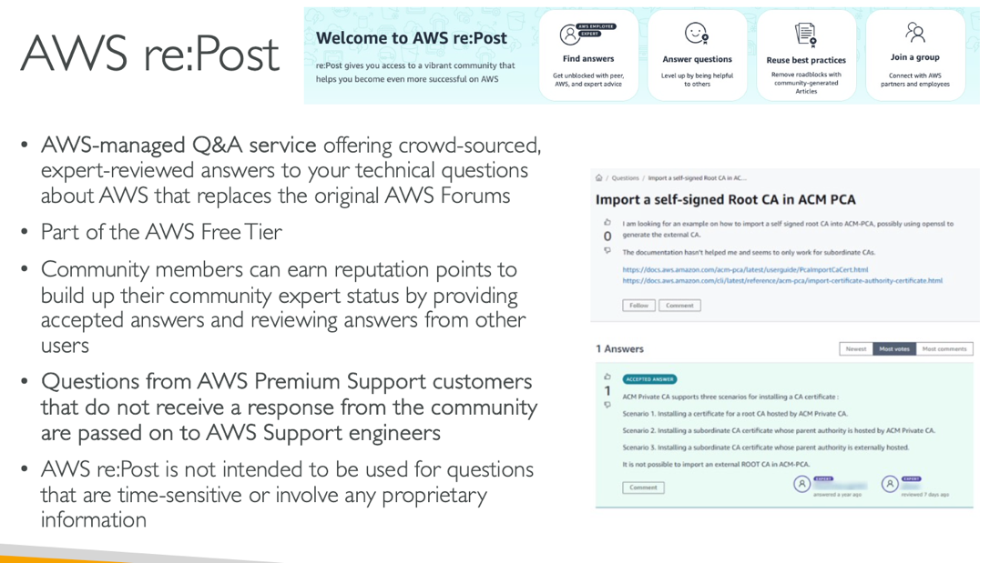 AWS re:Post
Welcome to AWS re:Post
re:Post gives you access to a vibrant community that
helps you become even more successful on AWS
AWS EMPLOYEE
EXPERT
Find answers
Get unblocked with peer,
AWS, and expert advice
Answer questions
Level up by being helpful
to others
Reuse best practices
Remove roadblocks with
community-generated
Articles
Join a group
Connect with AWS
partners and employees
• AWS-managed Q&A service offering crowd-sourced,
expert-reviewed answers to your technical questions
about AWS that replaces the original AWS Forums
• Part of the AWS Free Tier
• Community members can earn reputation points to
build up their community expert status by providing
accepted answers and reviewing answers from other
users
• Questions from AWS Premium Support customers
that do not receive a response from the community
are passed on to AWS Support engineers
• AWS re:Post is not intended to be used for questions
that are time-sensitive or involve any proprietary
information
/ Questions / Import a self-signed Root CA in AC...
Import a self-signed Root CA in ACM PCA
0
I am looking for an example on how to import a self signed root CA into ACM-PCA, possibly using openssl to
generate the external CA.
The documentation hasn't helped me and seems to only work for subordinate CAs.
https://docs.aws.amazon.com/acm-pca/latest/userguide/PcaImportCaCert.html
https://docs.aws.amazon.com/cli/latest/reference/acm-pca/import-certificate-authority-certificate.html
Follow Comment
1 Answers
Newest Most votes Most comments
1
ACCEPTED ANSWER
ACM Private CA supports three scenarios for installing a CA certificate :
Scenario 1. Installing a certificate for a root CA hosted by ACM Private CA.
Scenario 2. Installing a subordinate CA certificate whose parent authority is hosted by ACM Private CA.
Scenario 3. Installing a subordinate CA certificate whose parent authority is externally hosted.
It is not possible to import an external ROOT CA in ACM-PCA.
Comment
EXPERT
answered a year ago
EXPERT
reviewed 7 days ago